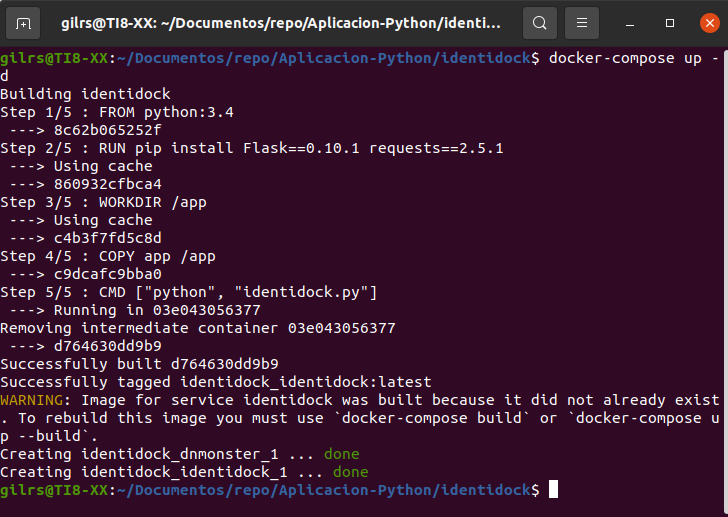 gilrs@TI8-XX: ~/Documentos/repo/Aplicacion-Python/identi...
gilrs@TI8-XX:~/Documentos/repo/Aplicacion-Python/identidock$ docker-compose up -
d
Building identidock
Step 1/5 : FROM python:3.4
 ---> 8c62b065252f
Step 2/5 : RUN pip install Flask==0.10.1 requests==2.5.1
 ---> Using cache
 ---> 860932cfbca4
Step 3/5 : WORKDIR /app
 ---> Using cache
 ---> c4b3f7fd5c8d
Step 4/5 : COPY app /app
 ---> c9dcafc9bba0
Step 5/5 : CMD ["python", "identidock.py"]
 ---> Running in 03e043056377
Removing intermediate container 03e043056377
 ---> d764630dd9b9
Successfully built d764630dd9b9
Successfully tagged identidock_identidock:latest
WARNING: Image for service identidock was built because it did not already exist
. To rebuild this image you must use `docker-compose build` or `docker-compose u
p --build`.
Creating identidock_dnmonster_1 ... done
Creating identidock_identidock_1 ... done
gilrs@TI8-XX:~/Documentos/repo/Aplicacion-Python/identidock$